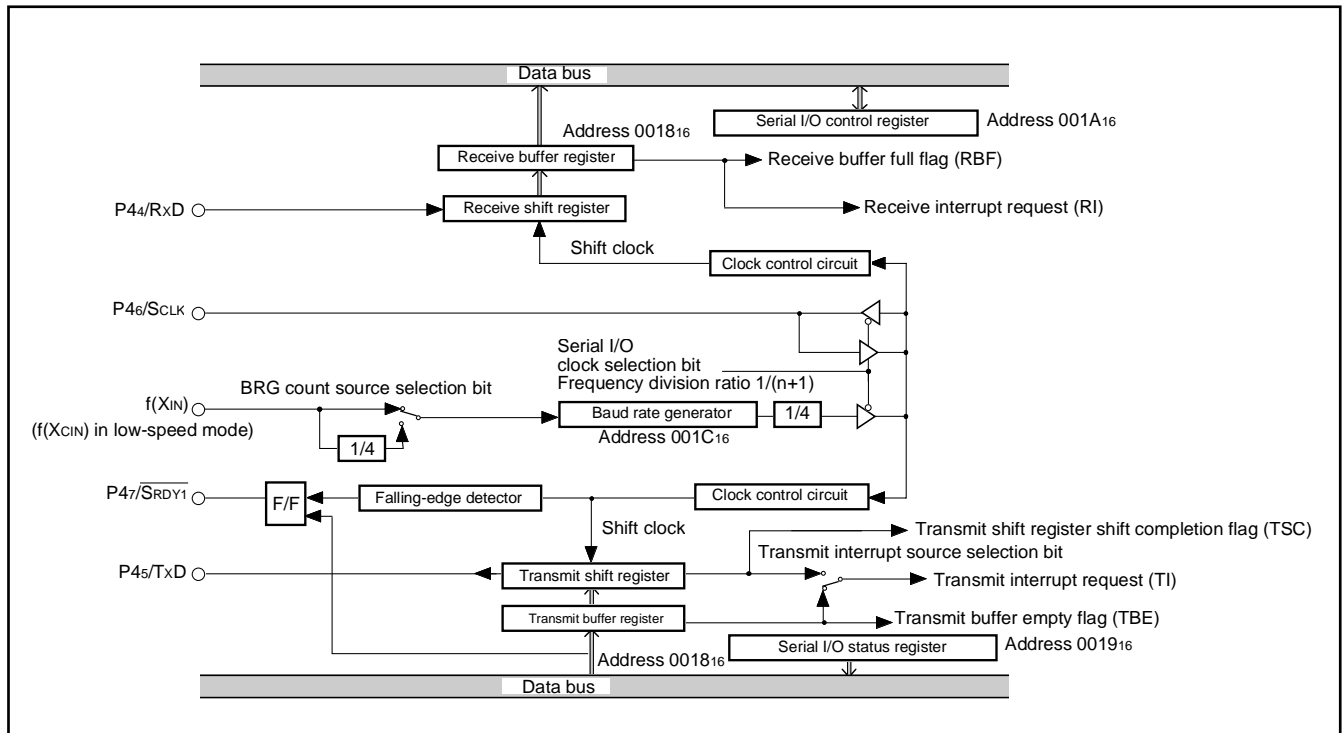 Data bus
Serial I/O control register
Address 001A16
Address 001816
Receive buffer register
Receive buffer full flag (RBF)
P44/RXD
Receive shift register
Receive interrupt request (RI)
Shift clock
Clock control circuit
P46/SCLK
Serial I/O
clock selection bit
Frequency division ratio 1/(n+1)
BRG count source selection bit
f(XIN)
(f(XCIN) in low-speed mode)
1/4
Baud rate generator
1/4
Address 001C16
P47/SRDY1
F/F
Falling-edge detector
Clock control circuit
Shift clock
Transmit shift register shift completion flag (TSC)
Transmit interrupt source selection bit
P45/TXD
Transmit shift register
Transmit interrupt request (TI)
Transmit buffer register
Transmit buffer empty flag (TBE)
Address 001816
Serial I/O status register
Address 001916
Data bus